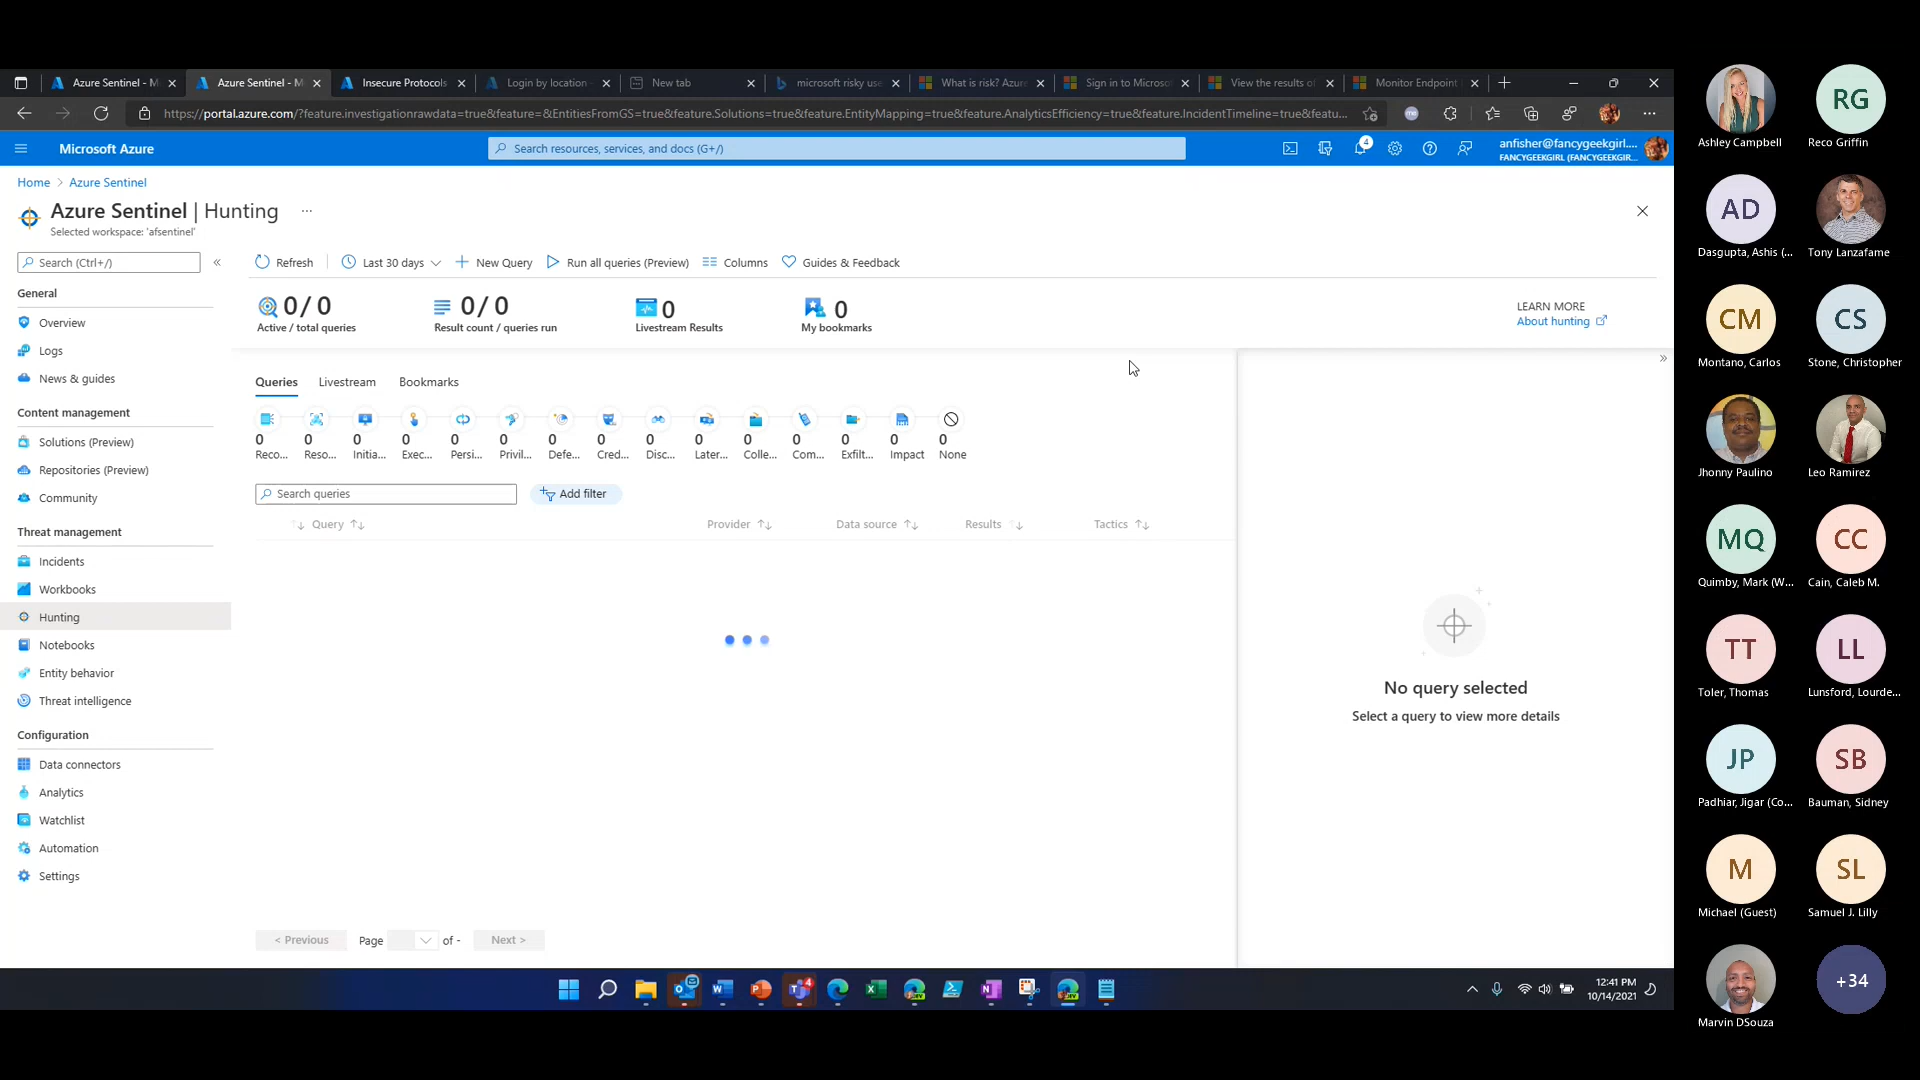 Azure Sentinel - M
Azure Sentinel - M
Insecure Protocols
Login by location -
New tab
microsoft risky use
What is risk? Azur
Sign in to Microsof
View the results of
Monitor Endpoint
https://portal.azure.com/?feature.investigationrawdata=true&feature=&EntitiesFromGS=true&feature.Solutions=true&feature.EntityMapping=true&feature.AnalyticsEfficiency=true&feature.IncidentTimeline=true&featu...
Microsoft Azure
Search resources, services, and docs (G+/)
4
anfisher@fancygeekgirl....
FANCYGEEKGIRL (FANCYGEEKGIR...
Home > Azure Sentinel
Azure Sentinel | Hunting ...
Selected workspace: 'afsentinel'
Search (Ctrl+/)
«
General
Overview
Logs
News & guides
Content management
Solutions (Preview)
Repositories (Preview)
Community
Threat management
Incidents
Workbooks
Hunting
Notebooks
Entity behavior
Threat intelligence
Configuration
Data connectors
Analytics
Watchlist
Automation
Settings
Refresh
Last 30 days
New Query
Run all queries (Preview)
Columns
Guides & Feedback
0 / 0
Active / total queries
0 / 0
Result count / queries run
0
Livestream Results
0
My bookmarks
LEARN MORE
About hunting
»
Queries
Livestream
Bookmarks
0 0 0 0 0 0 0 0 0 0 0 0 0 0 0
Reco... Reso... Initia... Exec... Persi... Privil... Defe... Cred... Disc... Later... Colle... Com... Exfilt... Impact None
Search queries
Add filter
Query
Provider
Data source
Results
Tactics
No query selected
Select a query to view more details
< Previous
Page
of -
Next >
4
12:41 PM
10/14/2021
Ashley Campbell
RG
Reco Griffin
AD
Dasgupta, Ashis (...
Tony Lanzafame
CM
Montano, Carlos
CS
Stone, Christopher
Jhonny Paulino
Leo Ramirez
MQ
Quimby, Mark (W...
CC
Cain, Caleb M.
TT
Toler, Thomas
LL
Lunsford, Lourde...
JP
Padhiar, Jigar (Co...
SB
Bauman, Sidney
M
Michael (Guest)
SL
Samuel J. Lilly
Marvin DSouza
+34